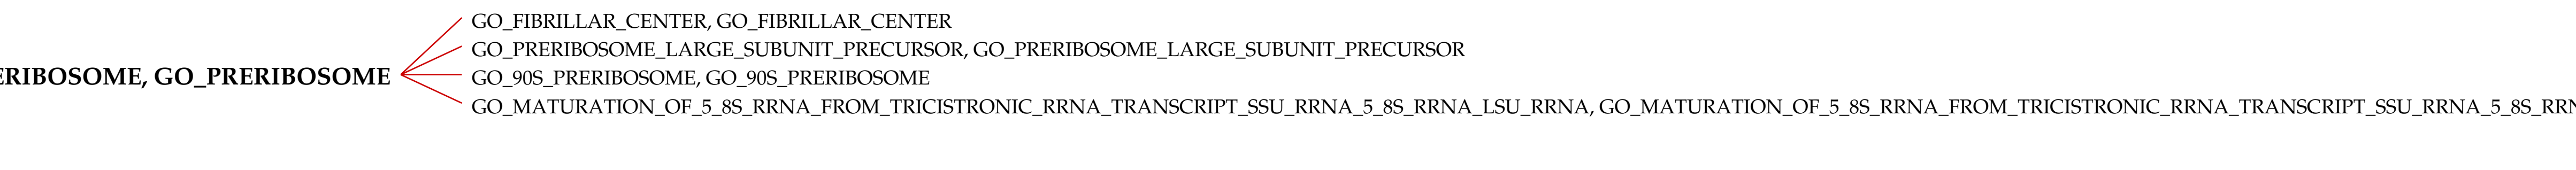 GO_FIBRILLAR_CENTER, GO_FIBRILLAR_CENTER
GO_PRERIBOSOME_LARGE_SUBUNIT_PRECURSOR, GO_PRERIBOSOME_LARGE_SUBUNIT_PRECURSOR
ERIBOSOME, GO_PRERIBOSOME
GO_90S_PRERIBOSOME, GO_90S_PRERIBOSOME
GO_MATURATION_OF_5_8S_RRNA_FROM_TRICISTRONIC_RRNA_TRANSCRIPT_SSU_RRNA_5_8S_RRNA_LSU_RRNA, GO_MATURATION_OF_5_8S_RRNA_FROM_TRICISTRONIC_RRNA_TRANSCRIPT_SSU_RRNA_5_8S_RRN